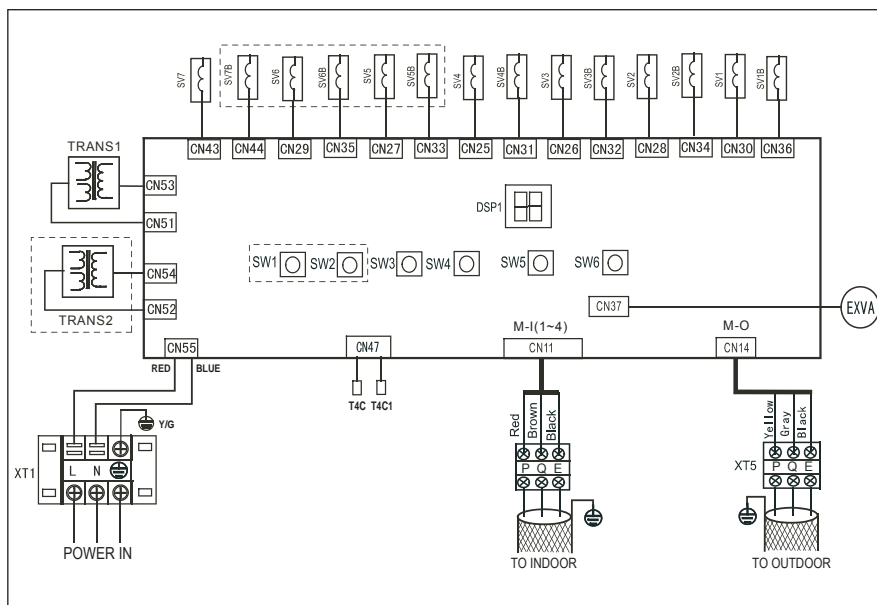 SV7 SV7B SV6 SV6B SV5 SV5B SV4 SV4B SV3 SV3B SV2 SV2B SV1 SV1B
CN43 CN44 CN29 CN35 CN27 CN33 CN25 CN31 CN26 CN32 CN28 CN34 CN30 CN36
TRANS1
CN53
CN51
DSP1
CN54
CN52
TRANS2
SW1 SW2 SW3 SW4 SW5 SW6
CN37
EXVA
M-I(1~4)
M-O
CN55
CN47
CN11
CN14
RED BLUE
T4C T4C1
Y/G
Red Brown Black
Yellow Gray Black
XT1
L N
P Q E
XT5
P Q E
POWER IN
TO INDOOR
TO OUTDOOR